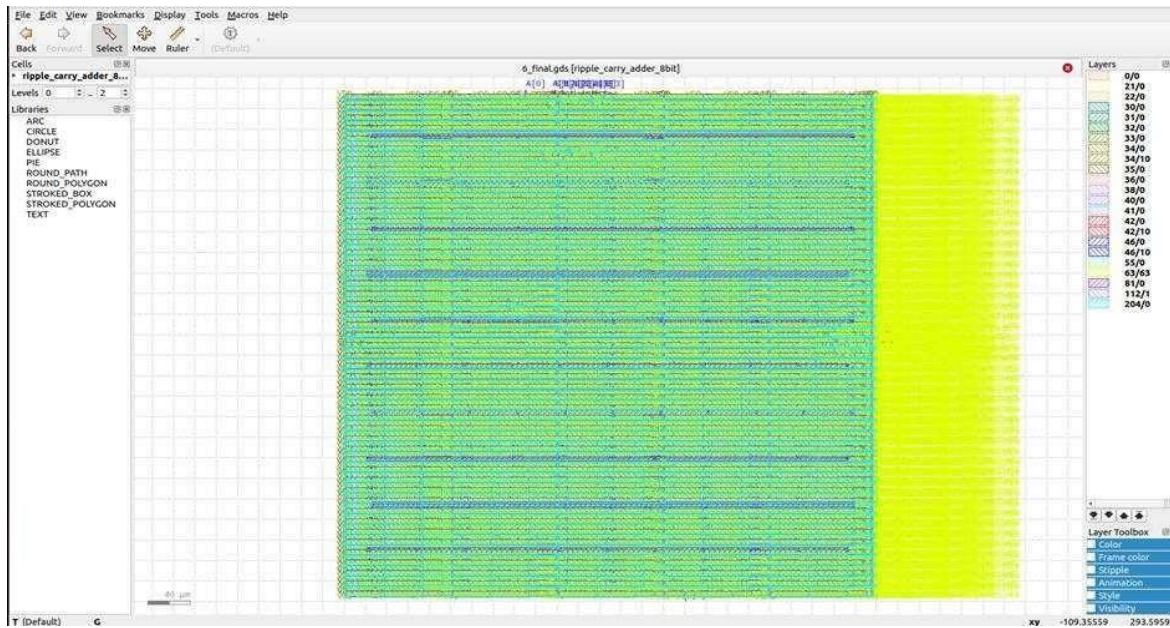 File Edit View Bookmarks Display Tools Macros Help
Back Forward Select Move Ruler (Default)
Cells
ripple_carry_adder_8...
Levels 0 .. 2
Libraries
ARC
CIRCLE
DONUT
ELLIPSE
PIE
ROUND_PATH
ROUND_POLYGON
STROKED_BOX
STROKED_POLYGON
TEXT
6_final.gds [ripple_carry_adder_8bit]
A[0]
40 μm
Layers
0/0
21/0
22/0
30/0
31/0
32/0
33/0
34/0
34/10
35/0
36/0
38/0
40/0
41/0
42/0
42/10
46/0
46/10
55/0
63/63
81/0
112/1
204/0
Layer Toolbox
Color
Frame color
Stipple
Animation
Style
Visibility
T (Default) G xy -109.35559 293.5959